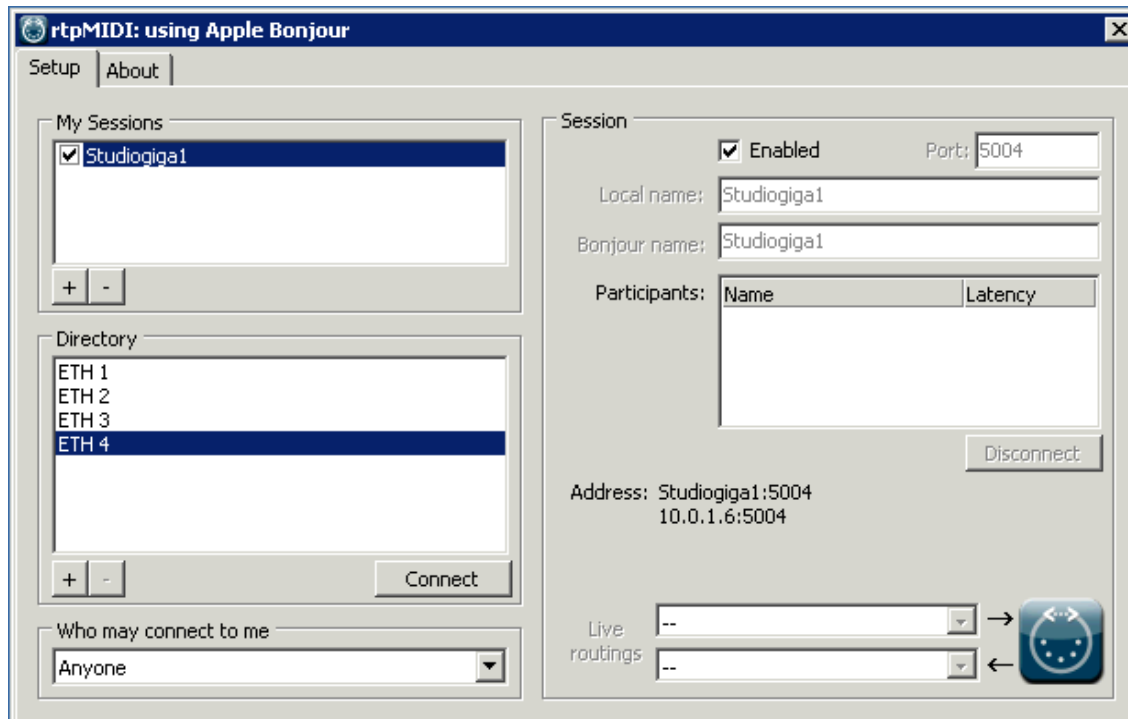 rtpMIDI: using Apple Bonjour
Setup
About
My Sessions
Studiogiga1
+ -
Directory
ETH 1
ETH 2
ETH 3
ETH 4
+ -
Connect
Who may connect to me
Anyone
Session
Enabled
Port: 5004
Local name: Studiogiga1
Bonjour name: Studiogiga1
Participants: Name Latency
Disconnect
Address: Studiogiga1:5004
10.0.1.6:5004
Live routings
--
--